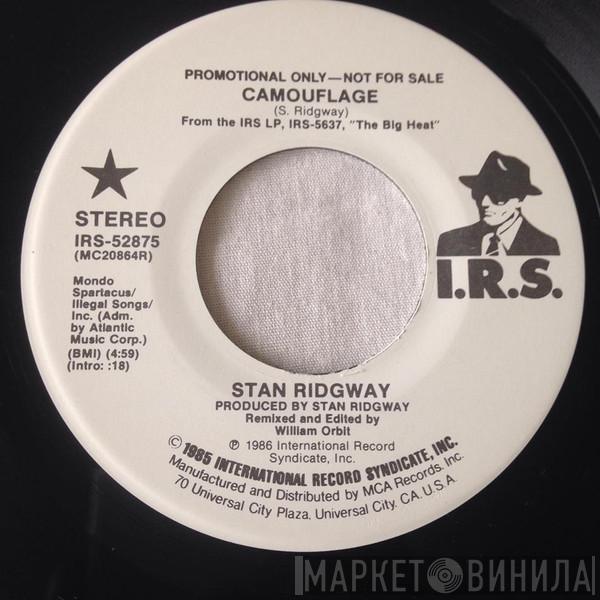 PROMOTIONAL ONLY—NOT FOR SALE
CAMOUFLAGE
(S. Ridgway)
From the IRS LP, IRS-5637, "The Big Heat"
STEREO
IRS-52875
(MC20864R)
Mondo
Spartacus/
Illegal Songs/
Inc. (Adm.
by Atlantic
Music Corp.)
(BMI) (4:59)
(Intro: :18)
I.R.S.
STAN RIDGWAY
PRODUCED BY STAN RIDGWAY
Remixed and Edited by
William Orbit
℗ 1986 International Record
Syndicate, Inc.
© 1985 INTERNATIONAL RECORD SYNDICATE, INC.
Manufactured and Distributed by MCA Records, Inc.
70 Universal City Plaza, Universal City, CA. U.S.A.
МАРКЕТ ВИНИЛА